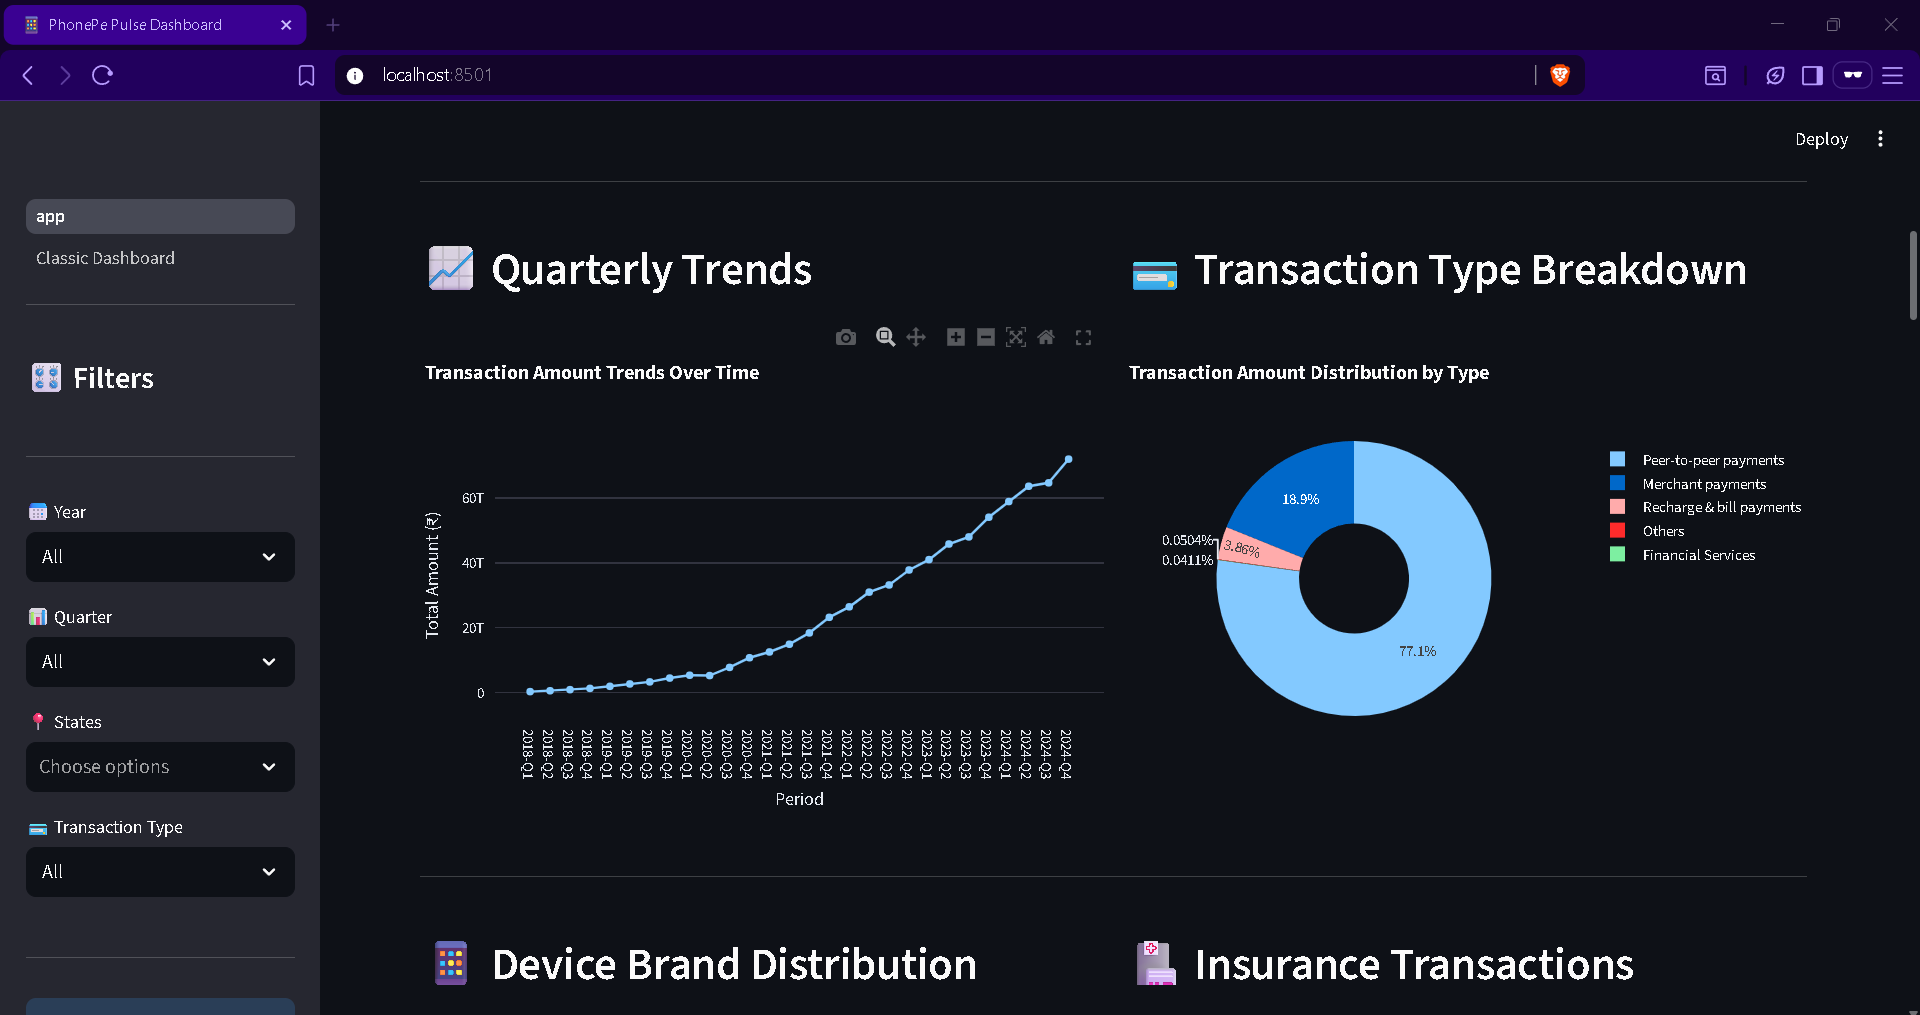 PhonePe Pulse Dashboard
localhost:8501
Deploy
app
Classic Dashboard
Filters
Year
All
Quarter
All
States
Choose options
Transaction Type
All
Quarterly Trends
Transaction Amount Trends Over Time
Total Amount (₹)
60T
40T
20T
0
2018-Q1
2018-Q2
2018-Q3
2018-Q4
2019-Q1
2019-Q2
2019-Q3
2019-Q4
2020-Q1
2020-Q2
2020-Q3
2020-Q4
2021-Q1
2021-Q2
2021-Q3
2021-Q4
2022-Q1
2022-Q2
2022-Q3
2022-Q4
2023-Q1
2023-Q2
2023-Q3
2023-Q4
2024-Q1
2024-Q2
2024-Q3
2024-Q4
Period
Transaction Type Breakdown
Transaction Amount Distribution by Type
18.9%
0.0504%
3.86%
0.0411%
77.1%
Peer-to-peer payments
Merchant payments
Recharge & bill payments
Others
Financial Services
Device Brand Distribution
Insurance Transactions